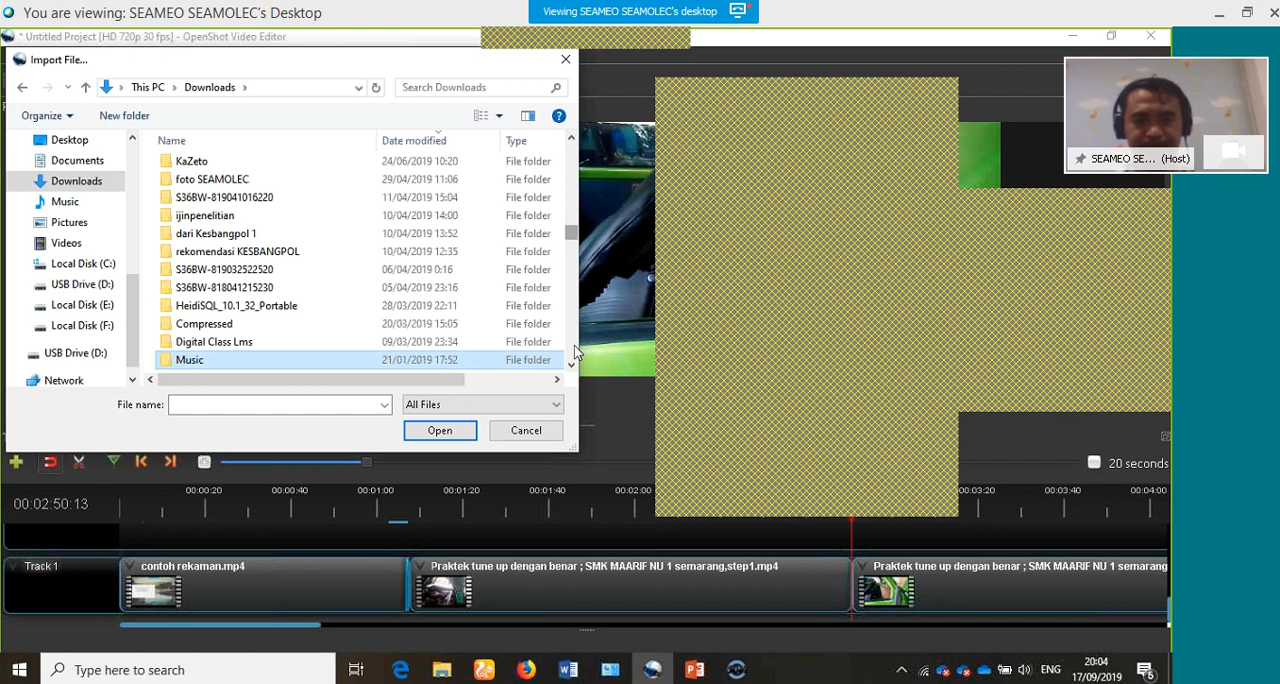 You are viewing: SEAMEO SEAMOLEC's Desktop
Viewing SEAMEO SEAMOLEC's desktop
* Untitled Project [HD 720p 30 fps] - OpenShot Video Editor
Import File...
This PC
Downloads
Search Downloads
Organize
New folder
Name
Date modified
Type
Desktop
Documents
Downloads
Music
Pictures
Videos
Local Disk (C:)
USB Drive (D:)
Local Disk (E:)
Local Disk (F:)
USB Drive (D:)
Network
KaZeto 24/06/2019 10:20 File folder
foto SEAMOLEC 29/04/2019 11:06 File folder
S36BW-819041016220 11/04/2019 15:04 File folder
ijinpenelitian 10/04/2019 14:00 File folder
dari Kesbangpol 1 10/04/2019 13:52 File folder
rekomendasi KESBANGPOL 10/04/2019 12:35 File folder
S36BW-819032522520 06/04/2019 0:16 File folder
S36BW-818041215230 05/04/2019 23:16 File folder
HeidiSQL_10.1_32_Portable 28/03/2019 22:11 File folder
Compressed 20/03/2019 15:05 File folder
Digital Class Lms 09/03/2019 23:34 File folder
Music 21/01/2019 17:52 File folder
File name:
All Files
Open
Cancel
SEAMEO SE... (Host)
20 seconds
00:02:50:13
00:00:20
00:00:40
00:01:00
00:01:20
00:01:40
00:02:00
00:03:20
00:03:40
00:04:00
Track 1
contoh rekaman.mp4
Praktek tune up dengan benar ; SMK MAARIF NU 1 semarang,step1.mp4
Praktek tune up dengan benar ; SMK MAARIF NU 1 semarang
Type here to search
ENG
20:04
17/09/2019
6